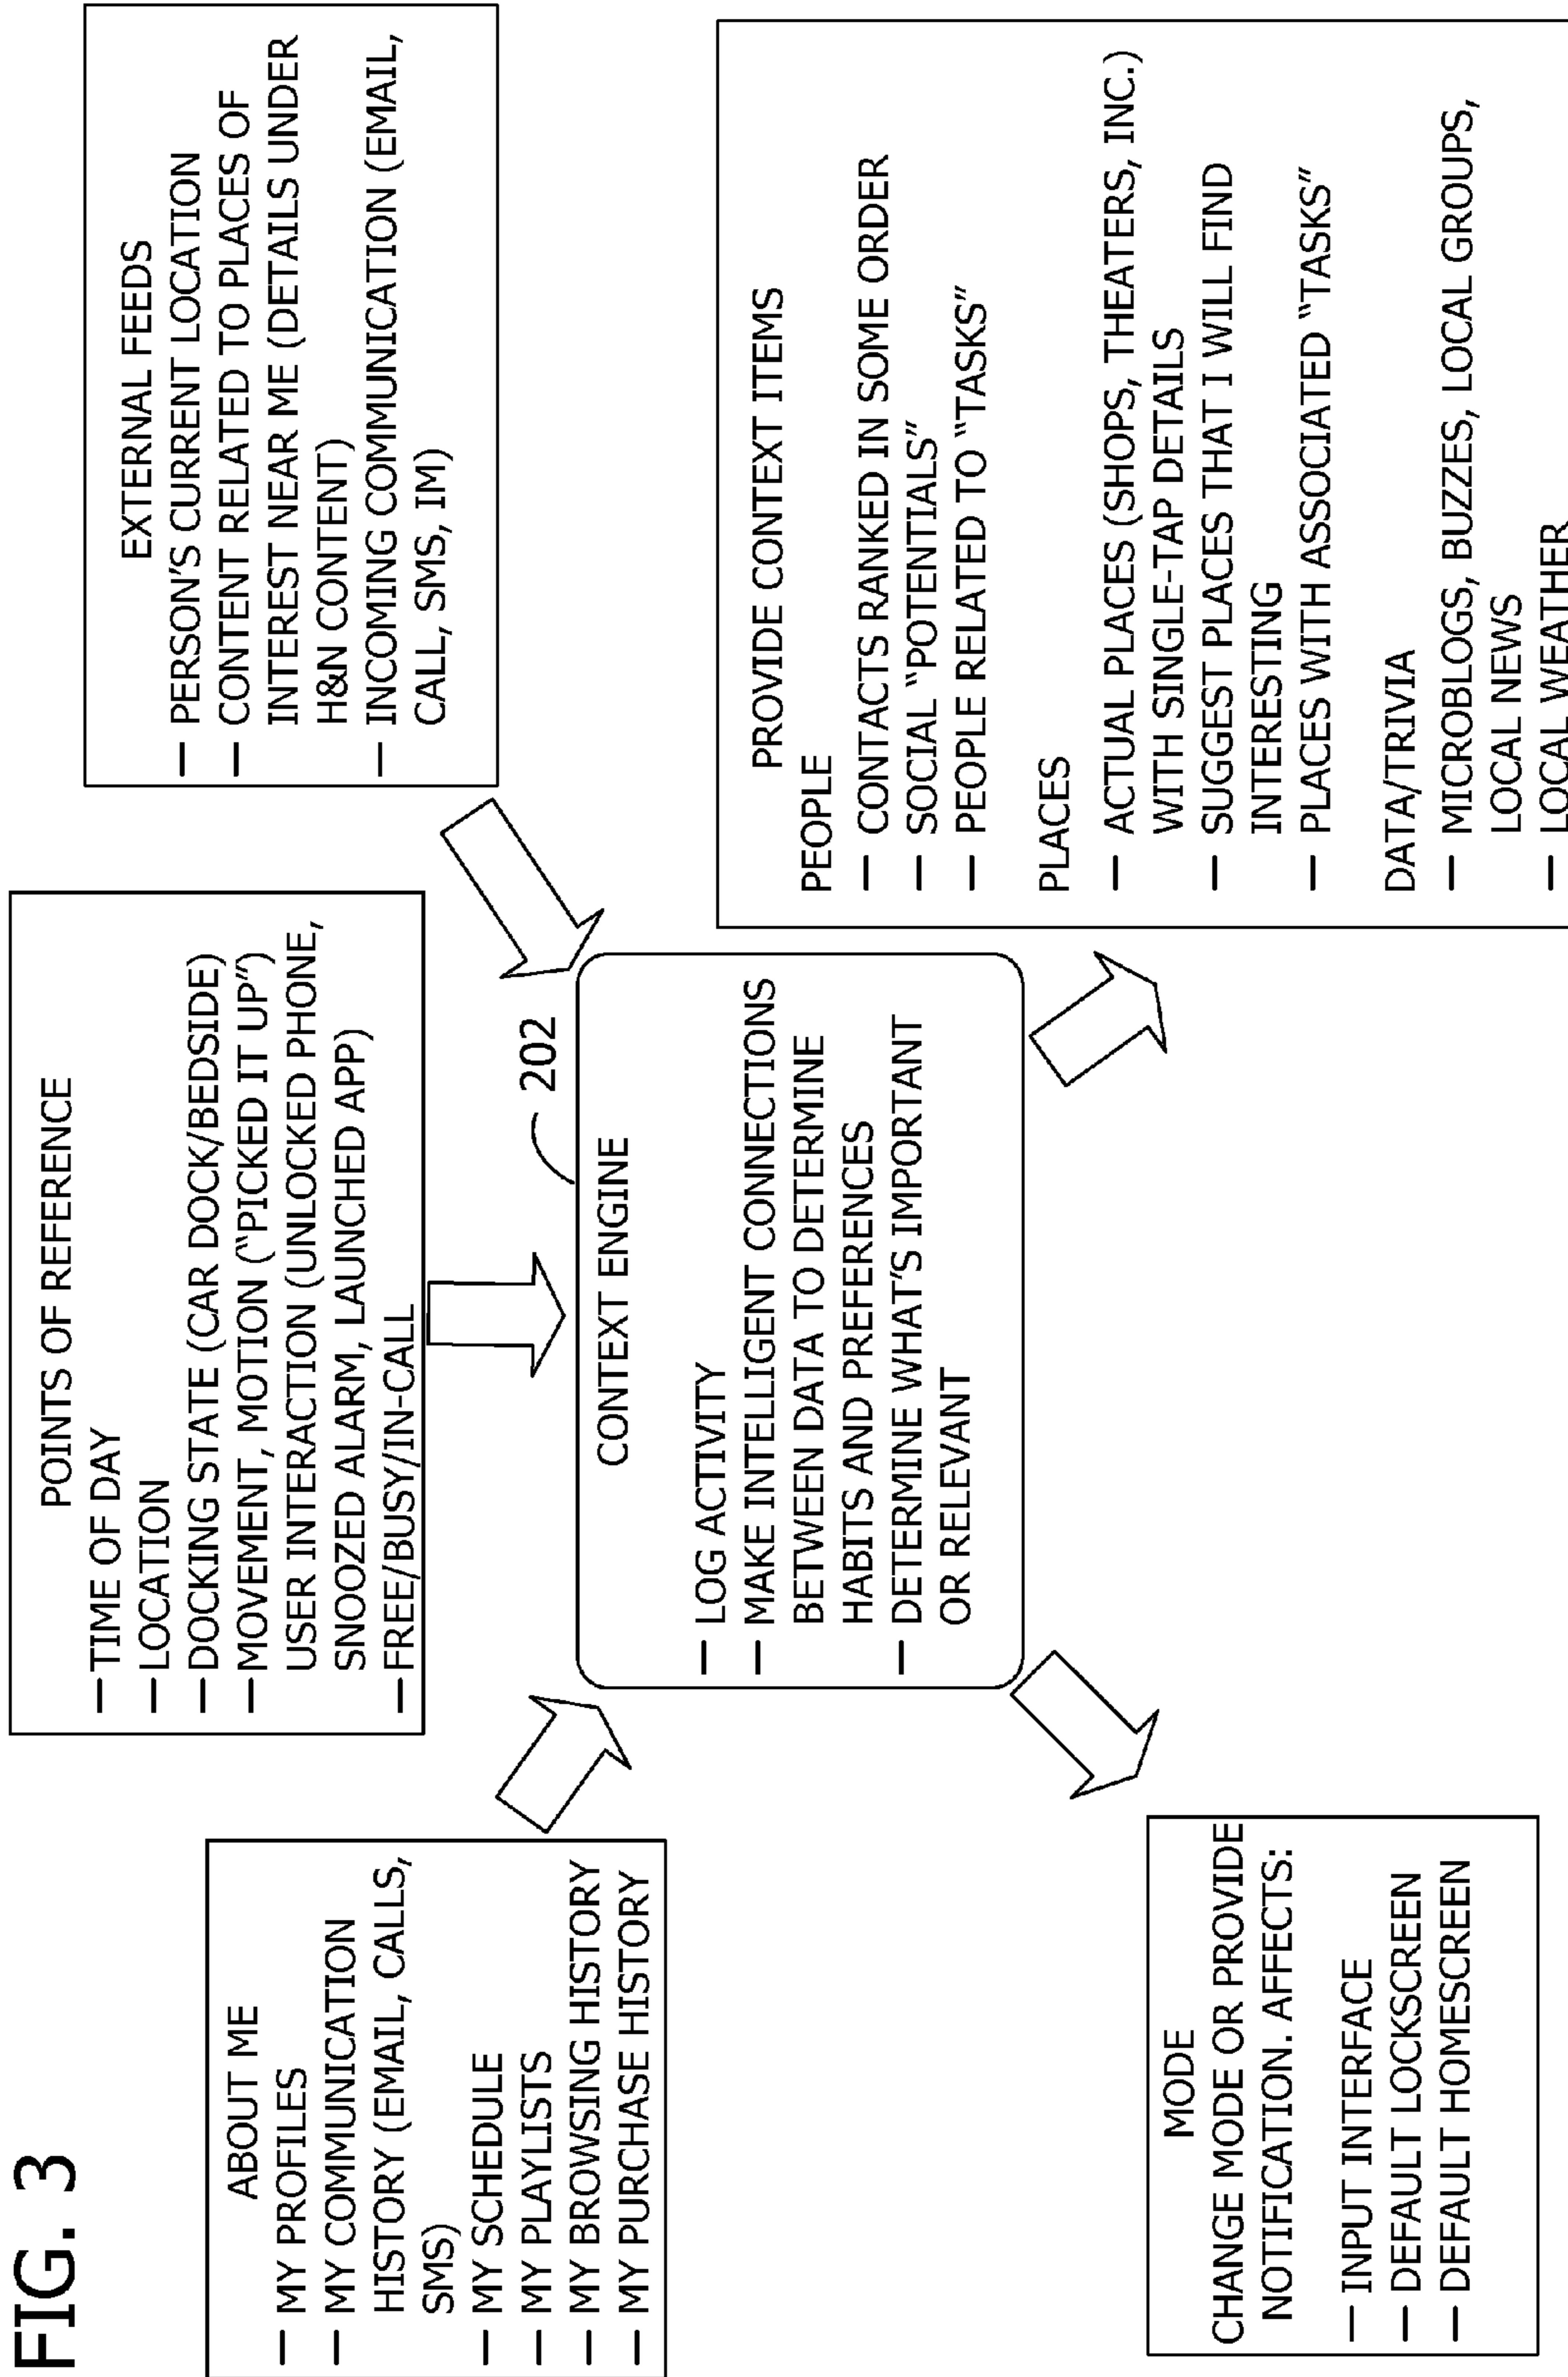 FIG. 3
ABOUT ME
— MY PROFILES
— MY COMMUNICATION
HISTORY (EMAIL, CALLS,
SMS)
— MY SCHEDULE
— MY PLAYLISTS
— MY BROWSING HISTORY
— MY PURCHASE HISTORY
POINTS OF REFERENCE
— TIME OF DAY
— LOCATION
— DOCKING STATE (CAR DOCK/BEDSIDE)
— MOVEMENT, MOTION ("PICKED IT UP")
USER INTERACTION (UNLOCKED PHONE,
SNOOZED ALARM, LAUNCHED APP)
— FREE/BUSY/IN-CALL
EXTERNAL FEEDS
— PERSON'S CURRENT LOCATION
— CONTENT RELATED TO PLACES OF
INTEREST NEAR ME (DETAILS UNDER
H&N CONTENT)
— INCOMING COMMUNICATION (EMAIL,
CALL, SMS, IM)
202
CONTEXT ENGINE
— LOG ACTIVITY
— MAKE INTELLIGENT CONNECTIONS
BETWEEN DATA TO DETERMINE
HABITS AND PREFERENCES
— DETERMINE WHAT'S IMPORTANT
OR RELEVANT
MODE
CHANGE MODE OR PROVIDE
NOTIFICATION. AFFECTS:
— INPUT INTERFACE
— DEFAULT LOCKSCREEN
— DEFAULT HOMESCREEN
PROVIDE CONTEXT ITEMS
PEOPLE
— CONTACTS RANKED IN SOME ORDER
— SOCIAL "POTENTIALS"
— PEOPLE RELATED TO "TASKS"
PLACES
— ACTUAL PLACES (SHOPS, THEATERS, INC.)
WITH SINGLE-TAP DETAILS
— SUGGEST PLACES THAT I WILL FIND
INTERESTING
— PLACES WITH ASSOCIATED "TASKS"
DATA/TRIVIA
— MICROBLOGS, BUZZES, LOCAL GROUPS,
LOCAL NEWS
— LOCAL WEATHER